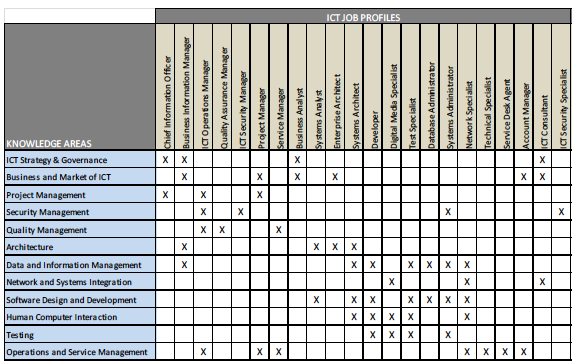 ICT JOB PROFILES
KNOWLEDGE AREAS
Chief Information Officer
Business Information Manager
ICT Operations Manager
Quality Assurance Manager
ICT Security Manager
Project Manager
Service Manager
Business Analyst
Systems Analyst
Enterprise Architect
Systems Architect
Developer
Digital Media Specialist
Test Specialist
Database Administrator
Systems Administrator
Network Specialist
Technical Specialist
Service Desk Agent
Account Manager
ICT Consultant
ICT Security Specialist
ICT Strategy & Governance X X X X
Business and Market of ICT X X X X X X
Project Management X X X
Security Management X X X X
Quality Management X X X
Architecture X X X X
Data and Information Management X X X X X X X
Network and Systems Integration X X X
Software Design and Development X X X X X X X
Human Computer Interaction X X X X X
Testing X X X X
Operations and Service Management X X X X X X X